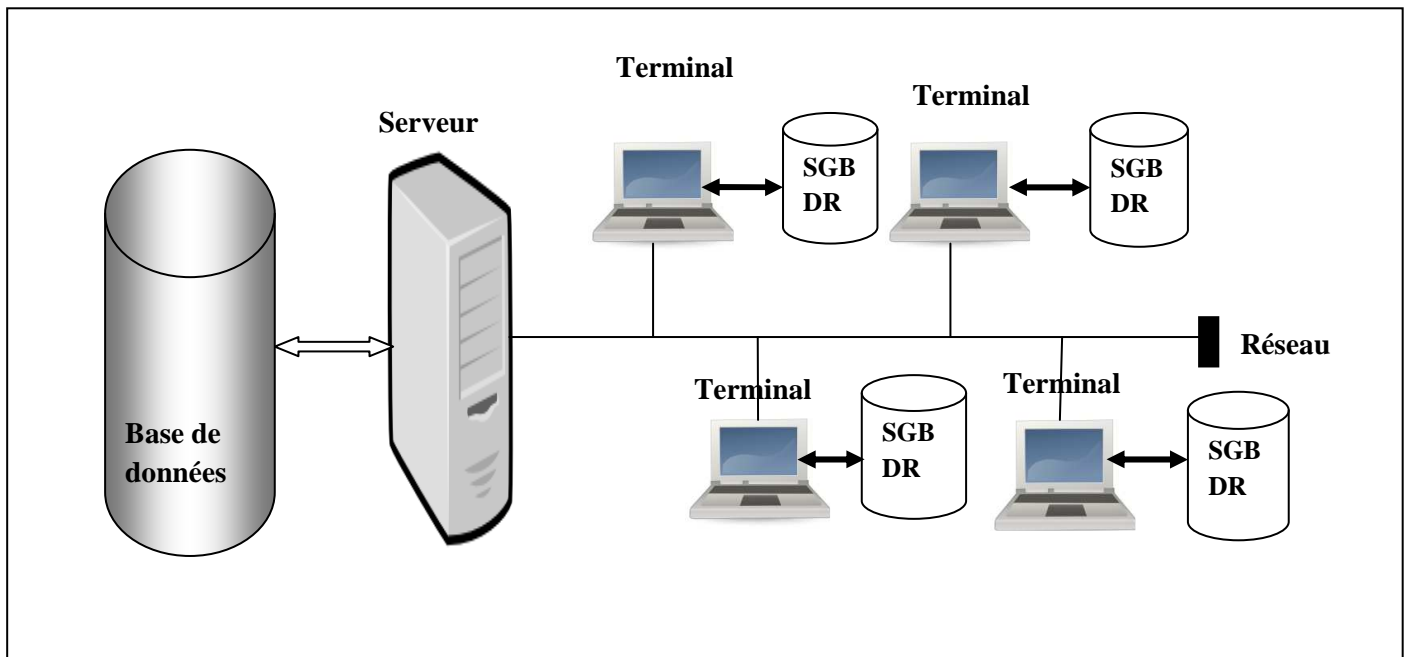 Terminal
Terminal
Serveur
SGB
DR
SGB
DR
Réseau
Terminal
Terminal
Base de
données
SGB
DR
SGB
DR